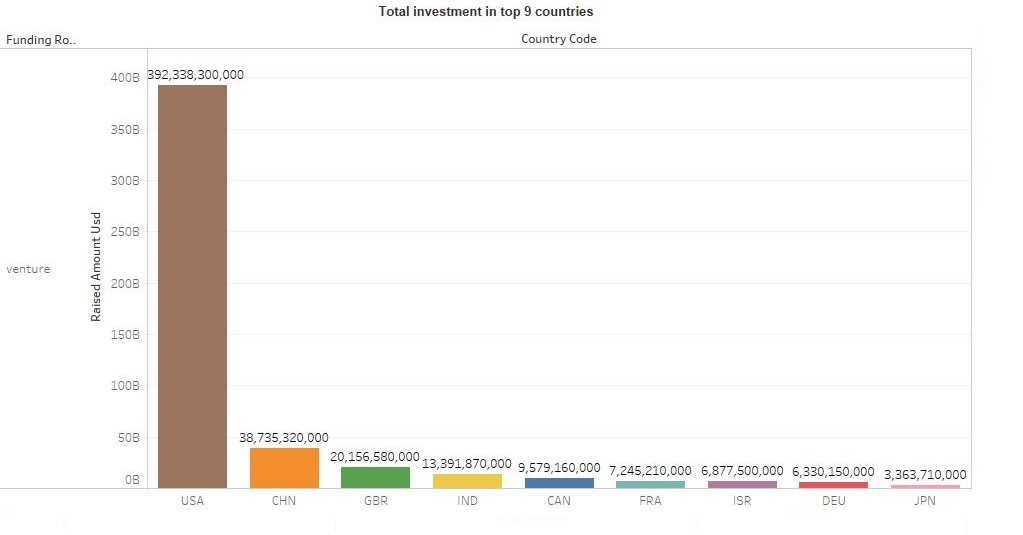 Total investment in top 9 countries
Funding Ro..
Country Code
Raised Amount Usd
venture
400B
350B
300B
250B
200B
150B
100B
50B
0B
392,338,300,000
38,735,320,000
20,156,580,000
13,391,870,000
9,579,160,000
7,245,210,000
6,877,500,000
6,330,150,000
3,363,710,000
USA CHN GBR IND CAN FRA ISR DEU JPN